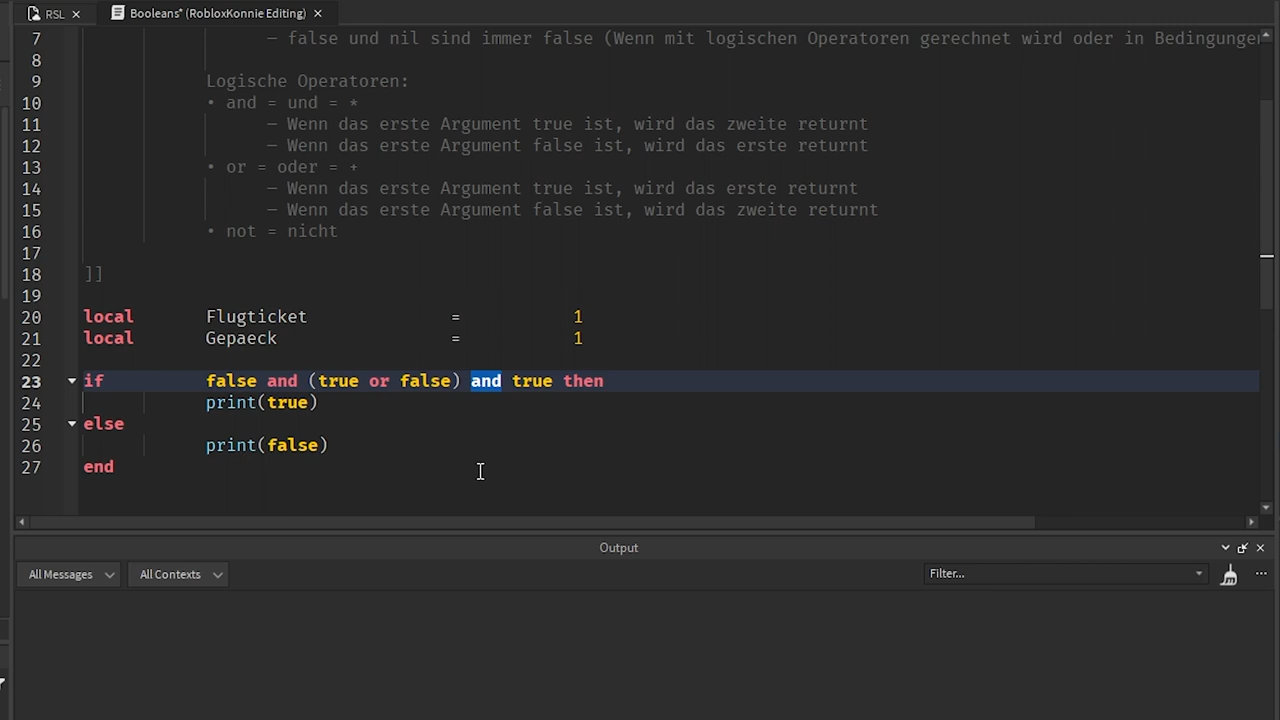 RSL
Booleans* (RobloxKonnie Editing)
7 – false und nil sind immer false (Wenn mit logischen Operatoren gerechnet wird oder in Bedingungen
8
9 Logische Operatoren:
10 • and = und = *
11 – Wenn das erste Argument true ist, wird das zweite returnt
12 – Wenn das erste Argument false ist, wird das erste returnt
13 • or = oder = +
14 – Wenn das erste Argument true ist, wird das erste returnt
15 – Wenn das erste Argument false ist, wird das zweite returnt
16 • not = nicht
17
18 ]]
19
20 local Flugticket = 1
21 local Gepaeck = 1
22
23 if false and (true or false) and true then
24 print(true)
25 else
26 print(false)
27 end
Output
All Messages All Contexts Filter...